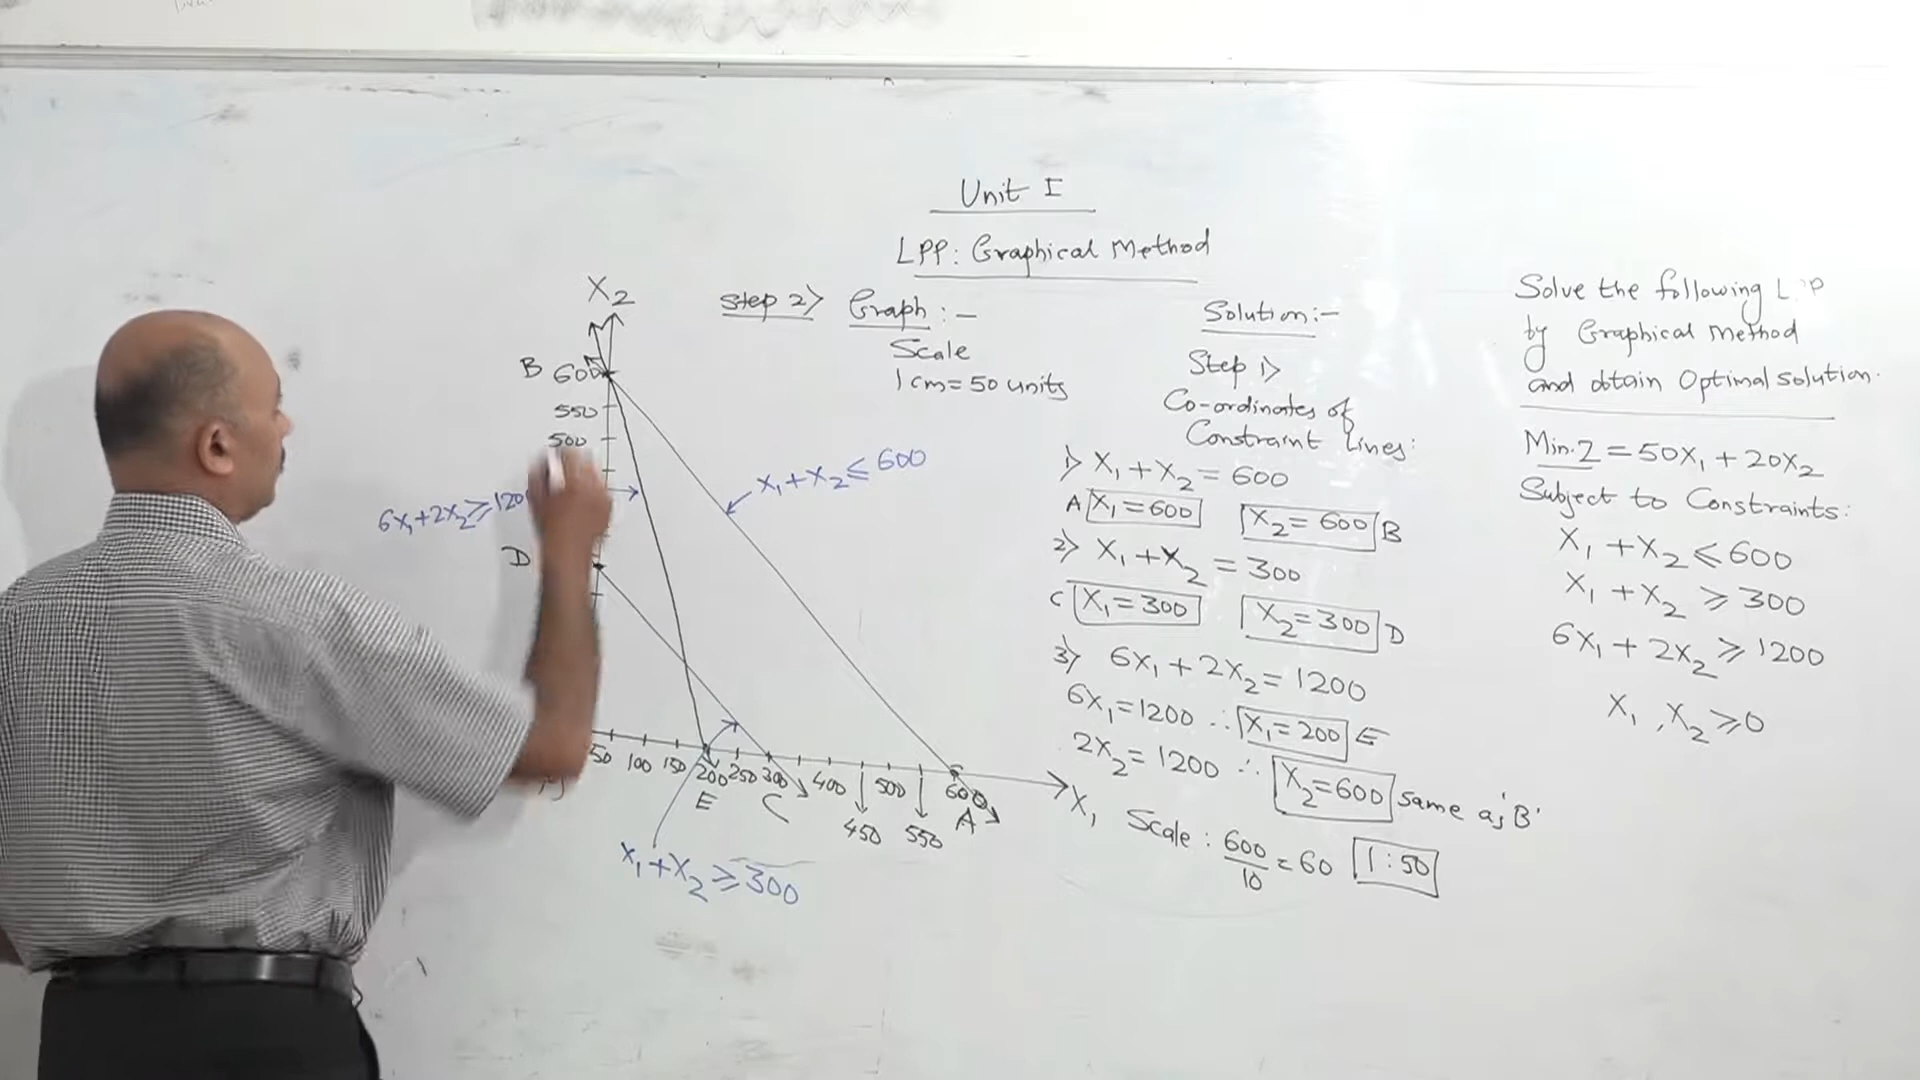 Unit I
LPP: Graphical Method
Step 2> Graph :-
Scale
1 cm = 50 units
X2
B 600
550
500
6x1+2x2 ≥ 120
D
x1+x2 ≤ 600
50 100 150 200 250 300 400 500 600 X1
E C 450 550 A
x1+x2 ≥ 300
Solution:-
Step 1>
Co-ordinates of
Constraint lines:
1> X1 + X2 = 600
A X1 = 600 X2 = 600 B
2> X1 + X2 = 300
C X1 = 300 X2 = 300 D
3> 6X1 + 2X2 = 1200
6X1 = 1200 ∴ X1 = 200 E
2X2 = 1200 ∴ X2 = 600 Same as 'B'
Scale : 600/10 = 60 1 : 50
Solve the following
by Graphical Method
and obtain Optimal solution.
Min. Z = 50X1 + 20X2
Subject to Constraints:
X1 + X2 ≤ 600
X1 + X2 ≥ 300
6X1 + 2X2 ≥ 1200
X1 , X2 ≥ 0